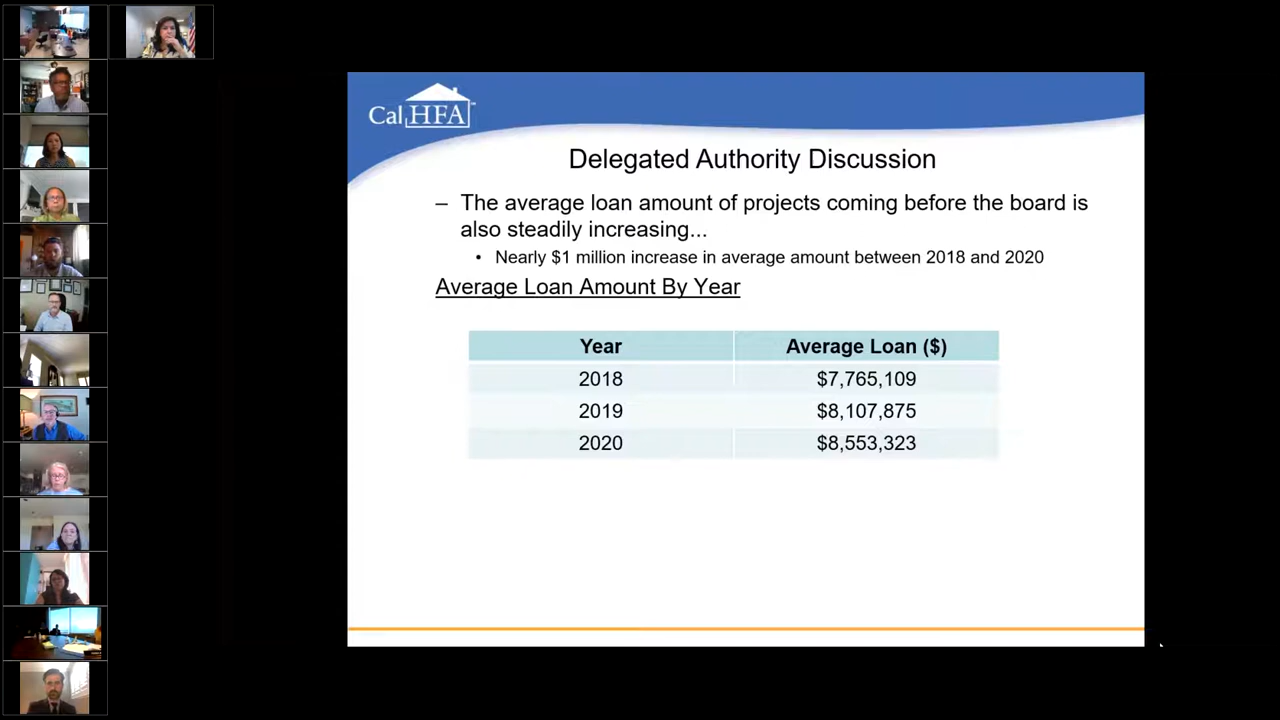 CalHFA™
Delegated Authority Discussion
– The average loan amount of projects coming before the board is
also steadily increasing...
• Nearly $1 million increase in average amount between 2018 and 2020
Average Loan Amount By Year
Year Average Loan ($)
2018 $7,765,109
2019 $8,107,875
2020 $8,553,323